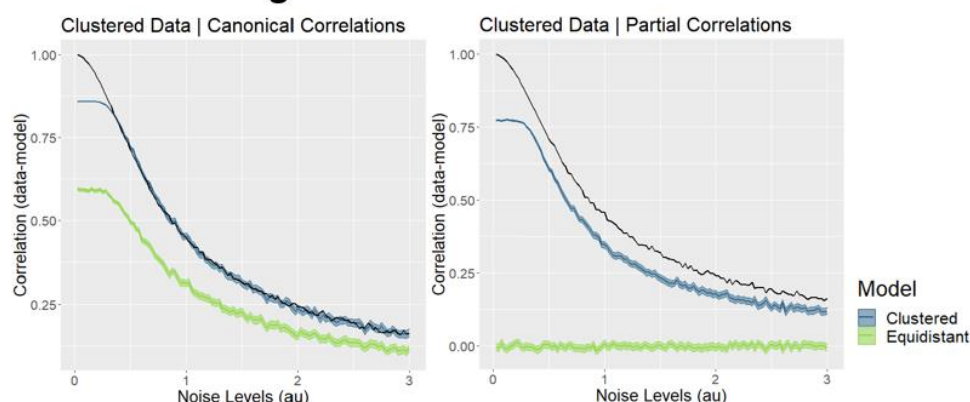 Clustered Data | Canonical Correlations
Correlation (data-model)
1.00
0.75
0.50
0.25
0
1
2
3
Noise Levels (au)
Clustered Data | Partial Correlations
Correlation (data-model)
1.00
0.75
0.50
0.25
0.00
0
1
2
3
Noise Levels (au)
Model
Clustered
Equidistant